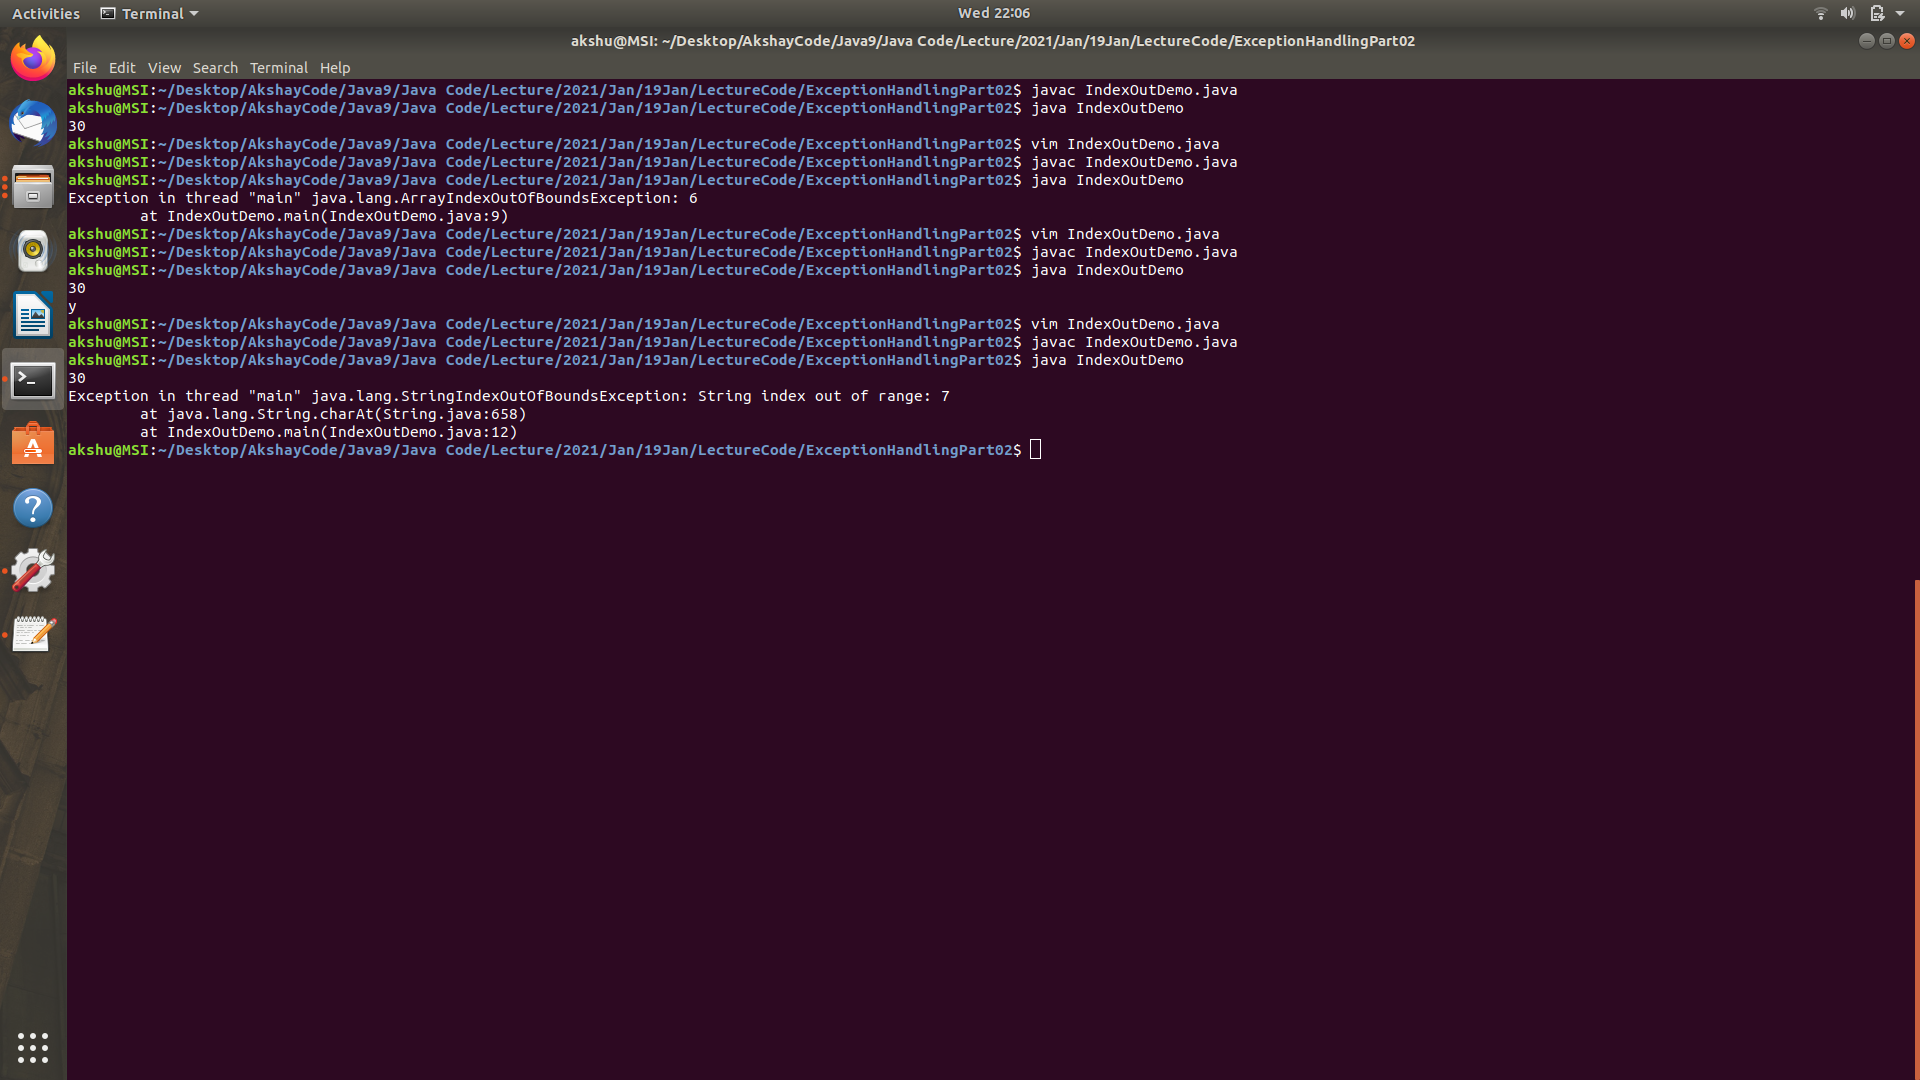 Activities Terminal Wed 22:06
akshu@MSI: ~/Desktop/AkshayCode/Java9/Java Code/Lecture/2021/Jan/19Jan/LectureCode/ExceptionHandlingPart02
File Edit View Search Terminal Help
akshu@MSI:~/Desktop/AkshayCode/Java9/Java Code/Lecture/2021/Jan/19Jan/LectureCode/ExceptionHandlingPart02$ javac IndexOutDemo.java
akshu@MSI:~/Desktop/AkshayCode/Java9/Java Code/Lecture/2021/Jan/19Jan/LectureCode/ExceptionHandlingPart02$ java IndexOutDemo
30
akshu@MSI:~/Desktop/AkshayCode/Java9/Java Code/Lecture/2021/Jan/19Jan/LectureCode/ExceptionHandlingPart02$ vim IndexOutDemo.java
akshu@MSI:~/Desktop/AkshayCode/Java9/Java Code/Lecture/2021/Jan/19Jan/LectureCode/ExceptionHandlingPart02$ javac IndexOutDemo.java
akshu@MSI:~/Desktop/AkshayCode/Java9/Java Code/Lecture/2021/Jan/19Jan/LectureCode/ExceptionHandlingPart02$ java IndexOutDemo
Exception in thread "main" java.lang.ArrayIndexOutOfBoundsException: 6
        at IndexOutDemo.main(IndexOutDemo.java:9)
akshu@MSI:~/Desktop/AkshayCode/Java9/Java Code/Lecture/2021/Jan/19Jan/LectureCode/ExceptionHandlingPart02$ vim IndexOutDemo.java
akshu@MSI:~/Desktop/AkshayCode/Java9/Java Code/Lecture/2021/Jan/19Jan/LectureCode/ExceptionHandlingPart02$ javac IndexOutDemo.java
akshu@MSI:~/Desktop/AkshayCode/Java9/Java Code/Lecture/2021/Jan/19Jan/LectureCode/ExceptionHandlingPart02$ java IndexOutDemo
30
y
akshu@MSI:~/Desktop/AkshayCode/Java9/Java Code/Lecture/2021/Jan/19Jan/LectureCode/ExceptionHandlingPart02$ vim IndexOutDemo.java
akshu@MSI:~/Desktop/AkshayCode/Java9/Java Code/Lecture/2021/Jan/19Jan/LectureCode/ExceptionHandlingPart02$ javac IndexOutDemo.java
akshu@MSI:~/Desktop/AkshayCode/Java9/Java Code/Lecture/2021/Jan/19Jan/LectureCode/ExceptionHandlingPart02$ java IndexOutDemo
30
Exception in thread "main" java.lang.StringIndexOutOfBoundsException: String index out of range: 7
        at java.lang.String.charAt(String.java:658)
        at IndexOutDemo.main(IndexOutDemo.java:12)
akshu@MSI:~/Desktop/AkshayCode/Java9/Java Code/Lecture/2021/Jan/19Jan/LectureCode/ExceptionHandlingPart02$